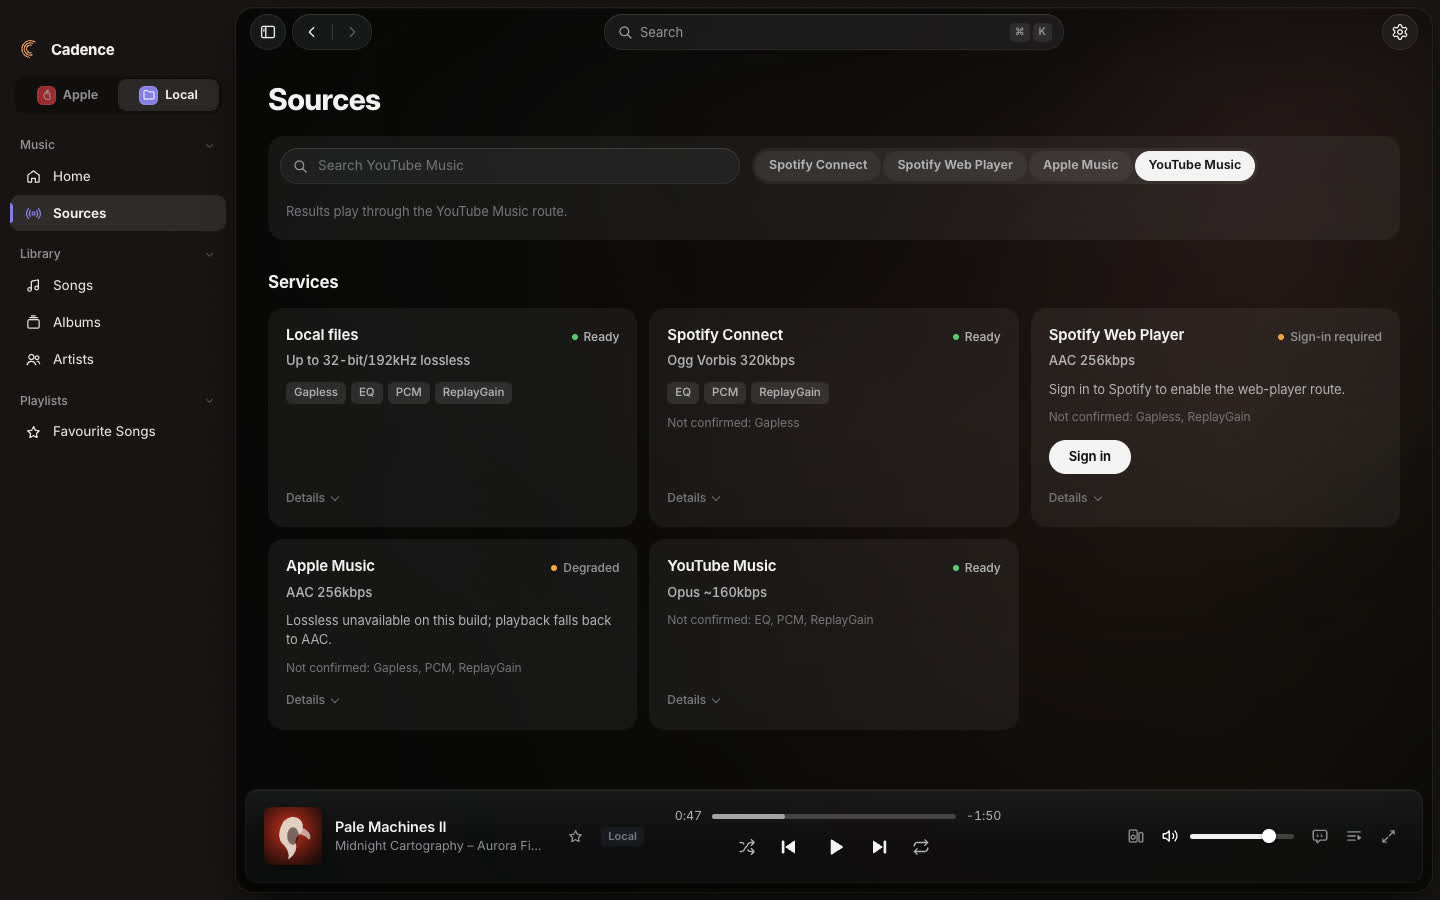 Cadence
Apple
Local
Music
Home
Sources
Library
Songs
Albums
Artists
Playlists
Favourite Songs
Search
⌘ K
Sources
Search YouTube Music
Spotify Connect
Spotify Web Player
Apple Music
YouTube Music
Results play through the YouTube Music route.
Services
Local files
Ready
Up to 32-bit/192kHz lossless
Gapless
EQ
PCM
ReplayGain
Details
Spotify Connect
Ready
Ogg Vorbis 320kbps
EQ
PCM
ReplayGain
Not confirmed: Gapless
Details
Spotify Web Player
Sign-in required
AAC 256kbps
Sign in to Spotify to enable the web-player route.
Not confirmed: Gapless, ReplayGain
Sign in
Details
Apple Music
Degraded
AAC 256kbps
Lossless unavailable on this build; playback falls back
to AAC.
Not confirmed: Gapless, PCM, ReplayGain
Details
YouTube Music
Ready
Opus ~160kbps
Not confirmed: EQ, PCM, ReplayGain
Details
Pale Machines II
Midnight Cartography – Aurora Fi...
Local
0:47
-1:50